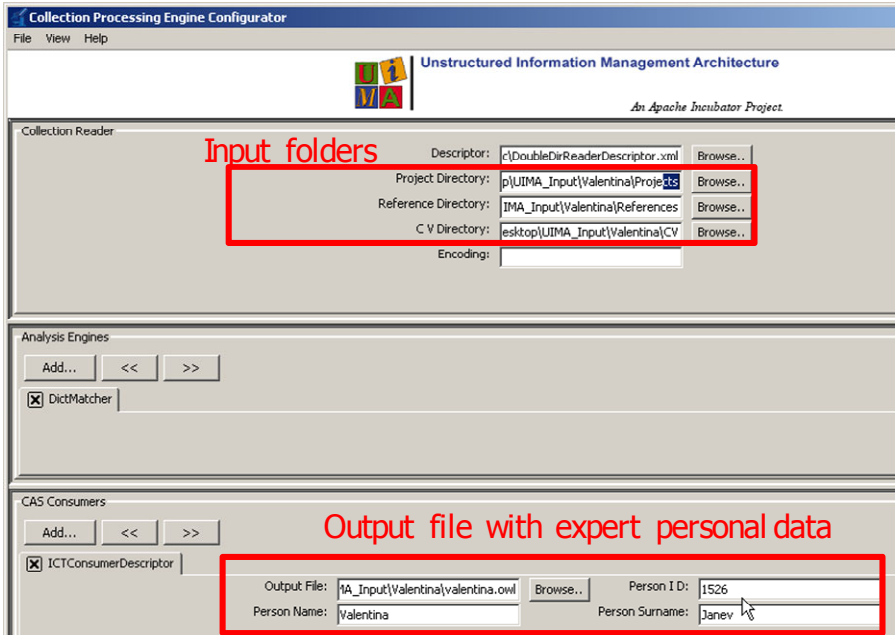 Collection Processing Engine Configurator
File View Help
UIMA
Unstructured Information Management Architecture
An Apache Incubator Project.
Collection Reader
Input folders
Descriptor: c\DoubleDirReaderDescriptor.xml Browse..
Project Directory: p\UIMA_Input\Valentina\Projects Browse..
Reference Directory: IMA_Input\Valentina\References Browse..
C V Directory: esktop\UIMA_Input\Valentina\CV Browse..
Encoding:
Analysis Engines
Add... << >>
DictMatcher
CAS Consumers
Output file with expert personal data
Add... << >>
ICTConsumerDescriptor
Output File: MA_Input\Valentina\valentina.owl Browse.. Person I D: 1526
Person Name: Valentina Person Surname: Janev